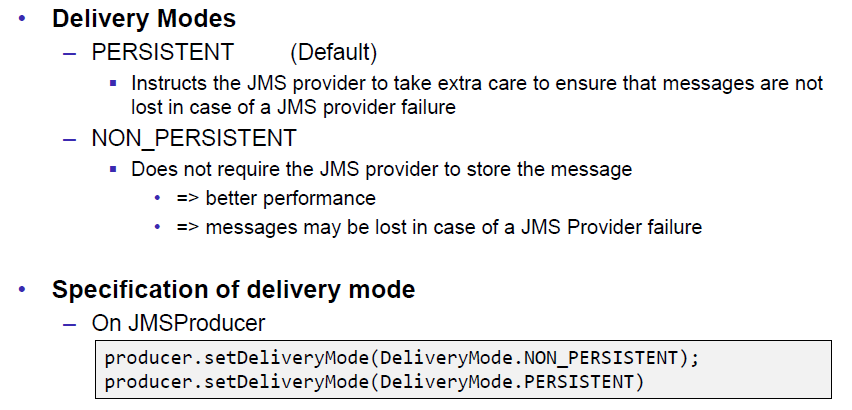 • Delivery Modes
– PERSISTENT (Default)
▪ Instructs the JMS provider to take extra care to ensure that messages are not
lost in case of a JMS provider failure
– NON_PERSISTENT
▪ Does not require the JMS provider to store the message
• => better performance
• => messages may be lost in case of a JMS Provider failure
• Specification of delivery mode
– On JMSProducer
producer.setDeliveryMode(DeliveryMode.NON_PERSISTENT);
producer.setDeliveryMode(DeliveryMode.PERSISTENT)